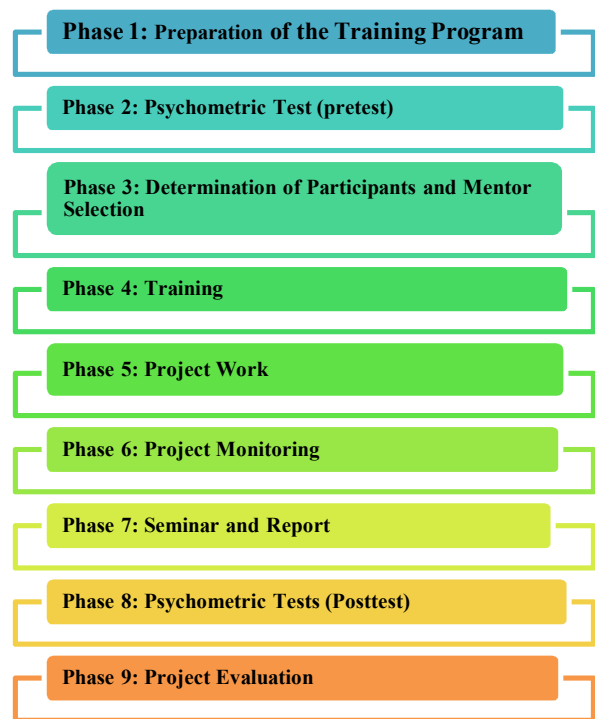 Phase 1: Preparation of the Training Program
Phase 2: Psychometric Test (pretest)
Phase 3: Determination of Participants and Mentor
Selection
Phase 4: Training
Phase 5: Project Work
Phase 6: Project Monitoring
Phase 7: Seminar and Report
Phase 8: Psychometric Tests (Posttest)
Phase 9: Project Evaluation